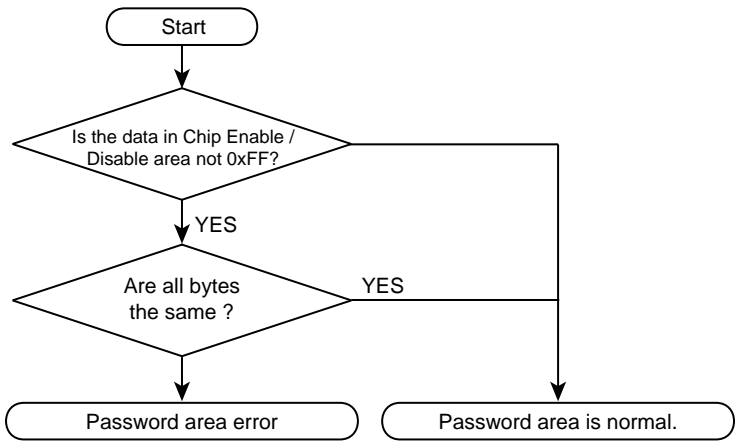 Start
Is the data in Chip Enable /
Disable area not 0xFF?
YES
Are all bytes
the same ?
YES
Password area error
Password area is normal.